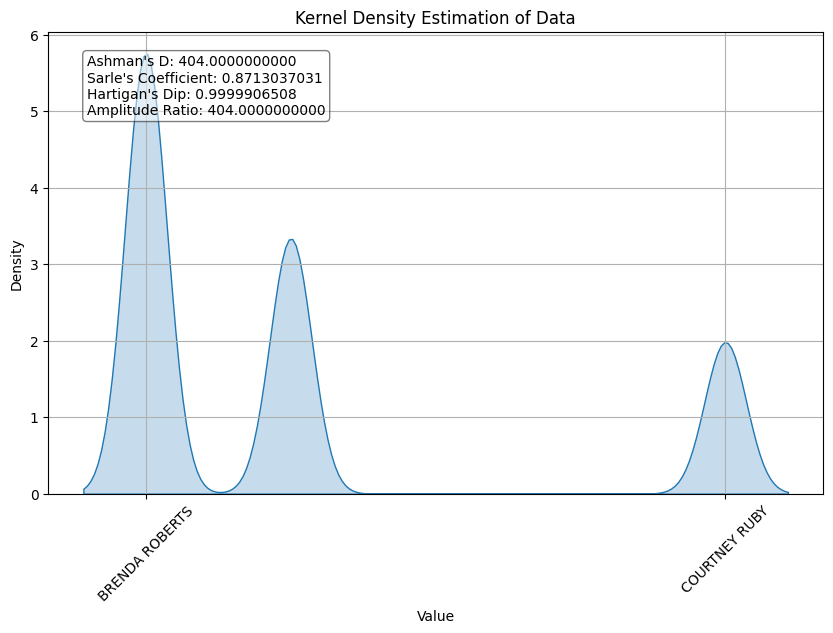 Kernel Density Estimation of Data
Ashman's D: 404.0000000000
Sarle's Coefficient: 0.8713037031
Hartigan's Dip: 0.9999906508
Amplitude Ratio: 404.0000000000
6
5
4
3
2
1
0
Density
BRENDA ROBERTS
COURTNEY RUBY
Value